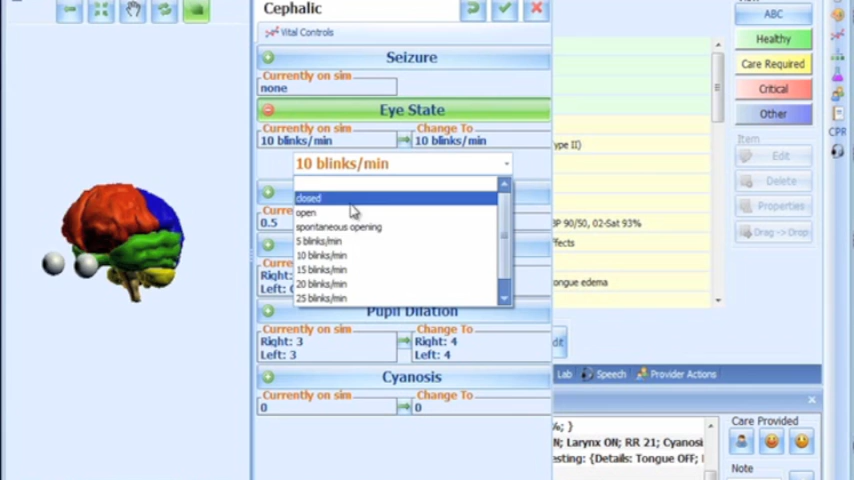 Cephalic
Vital Controls
Seizure
Currently on sim
none
Eye State
Currently on sim
Change To
10 blinks/min
10 blinks/min
10 blinks/min
closed
open
spontaneous opening
5 blinks/min
10 blinks/min
15 blinks/min
20 blinks/min
25 blinks/min
0.5
Right:
Left:
Pupil Dilation
Currently on sim
Change To
Right: 3
Left: 3
Right: 4
Left: 4
Cyanosis
Currently on sim
Change To
0
0
ype II)
BP 90/50, 02-Sat 93%
ffects
ongue edema
dit
Lab
Speech
Provider Actions
%; }
N; Larynx ON; RR 21; Cyanosi
esting: {Details: Tongue OFF;
ABC
Healthy
Care Required
Critical
Other
Item
Edit
Delete
Properties
Drag -> Drop
Care Provided
Note
CPR